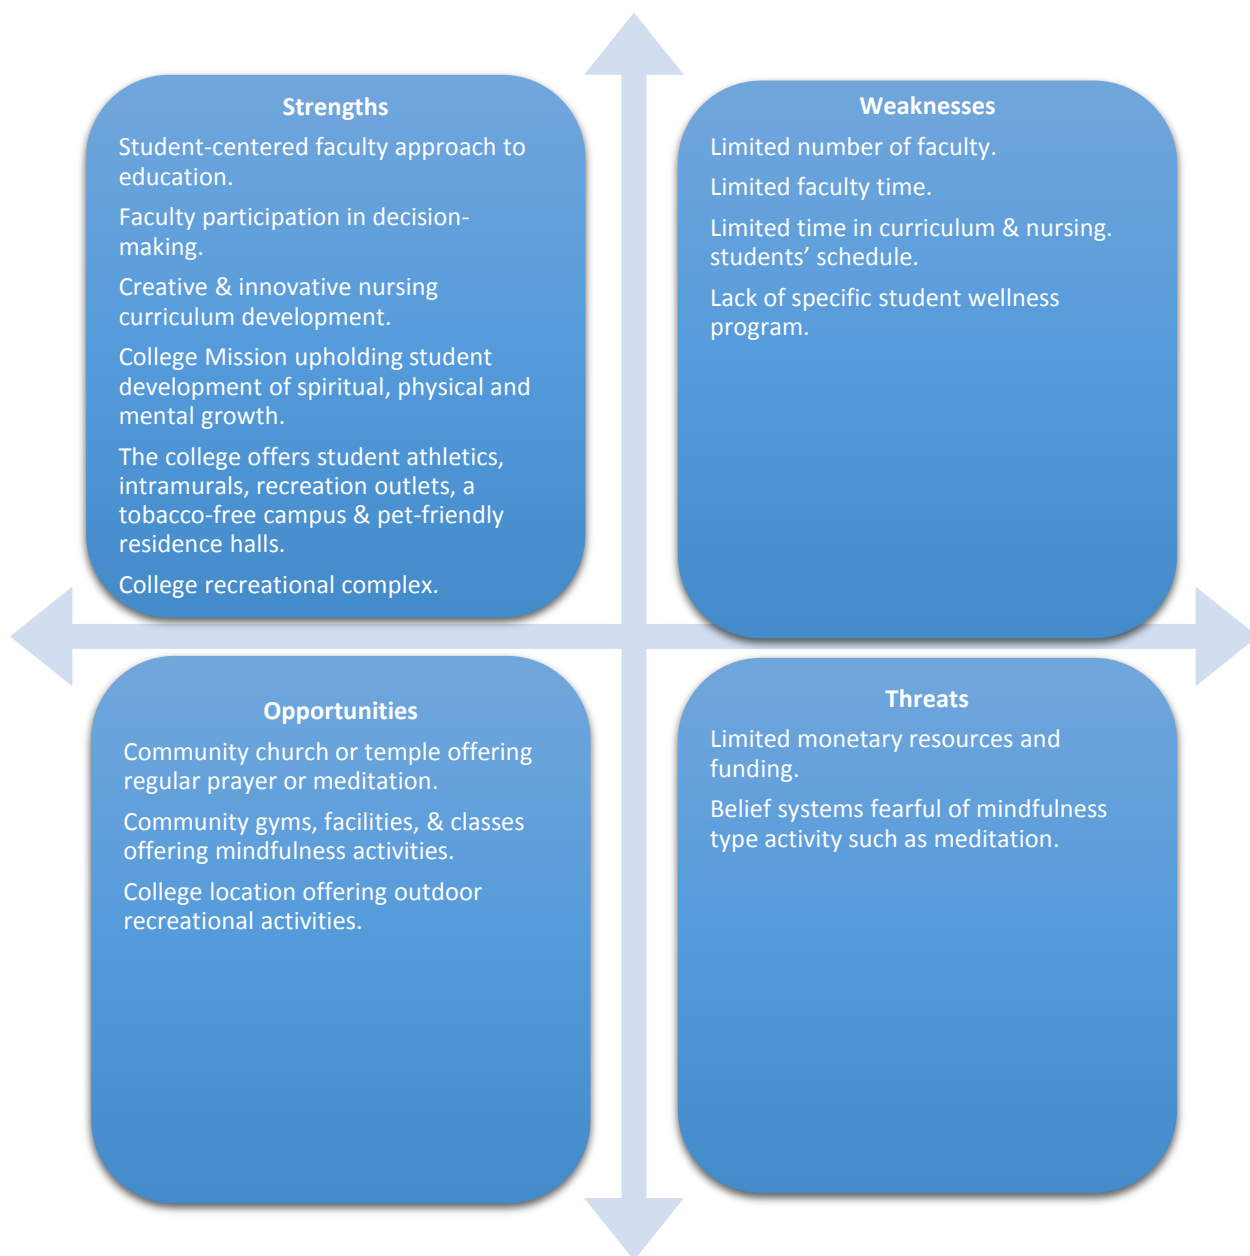 Strengths
Student-centered faculty approach to
education.
Faculty participation in decision-
making.
Creative & innovative nursing
curriculum development.
College Mission upholding student
development of spiritual, physical and
mental growth.
The college offers student athletics,
intramurals, recreation outlets, a
tobacco-free campus & pet-friendly
residence halls.
College recreational complex.
Weaknesses
Limited number of faculty.
Limited faculty time.
Limited time in curriculum & nursing.
students’ schedule.
Lack of specific student wellness
program.
Opportunities
Community church or temple offering
regular prayer or meditation.
Community gyms, facilities, & classes
offering mindfulness activities.
College location offering outdoor
recreational activities.
Threats
Limited monetary resources and
funding.
Belief systems fearful of mindfulness
type activity such as meditation.